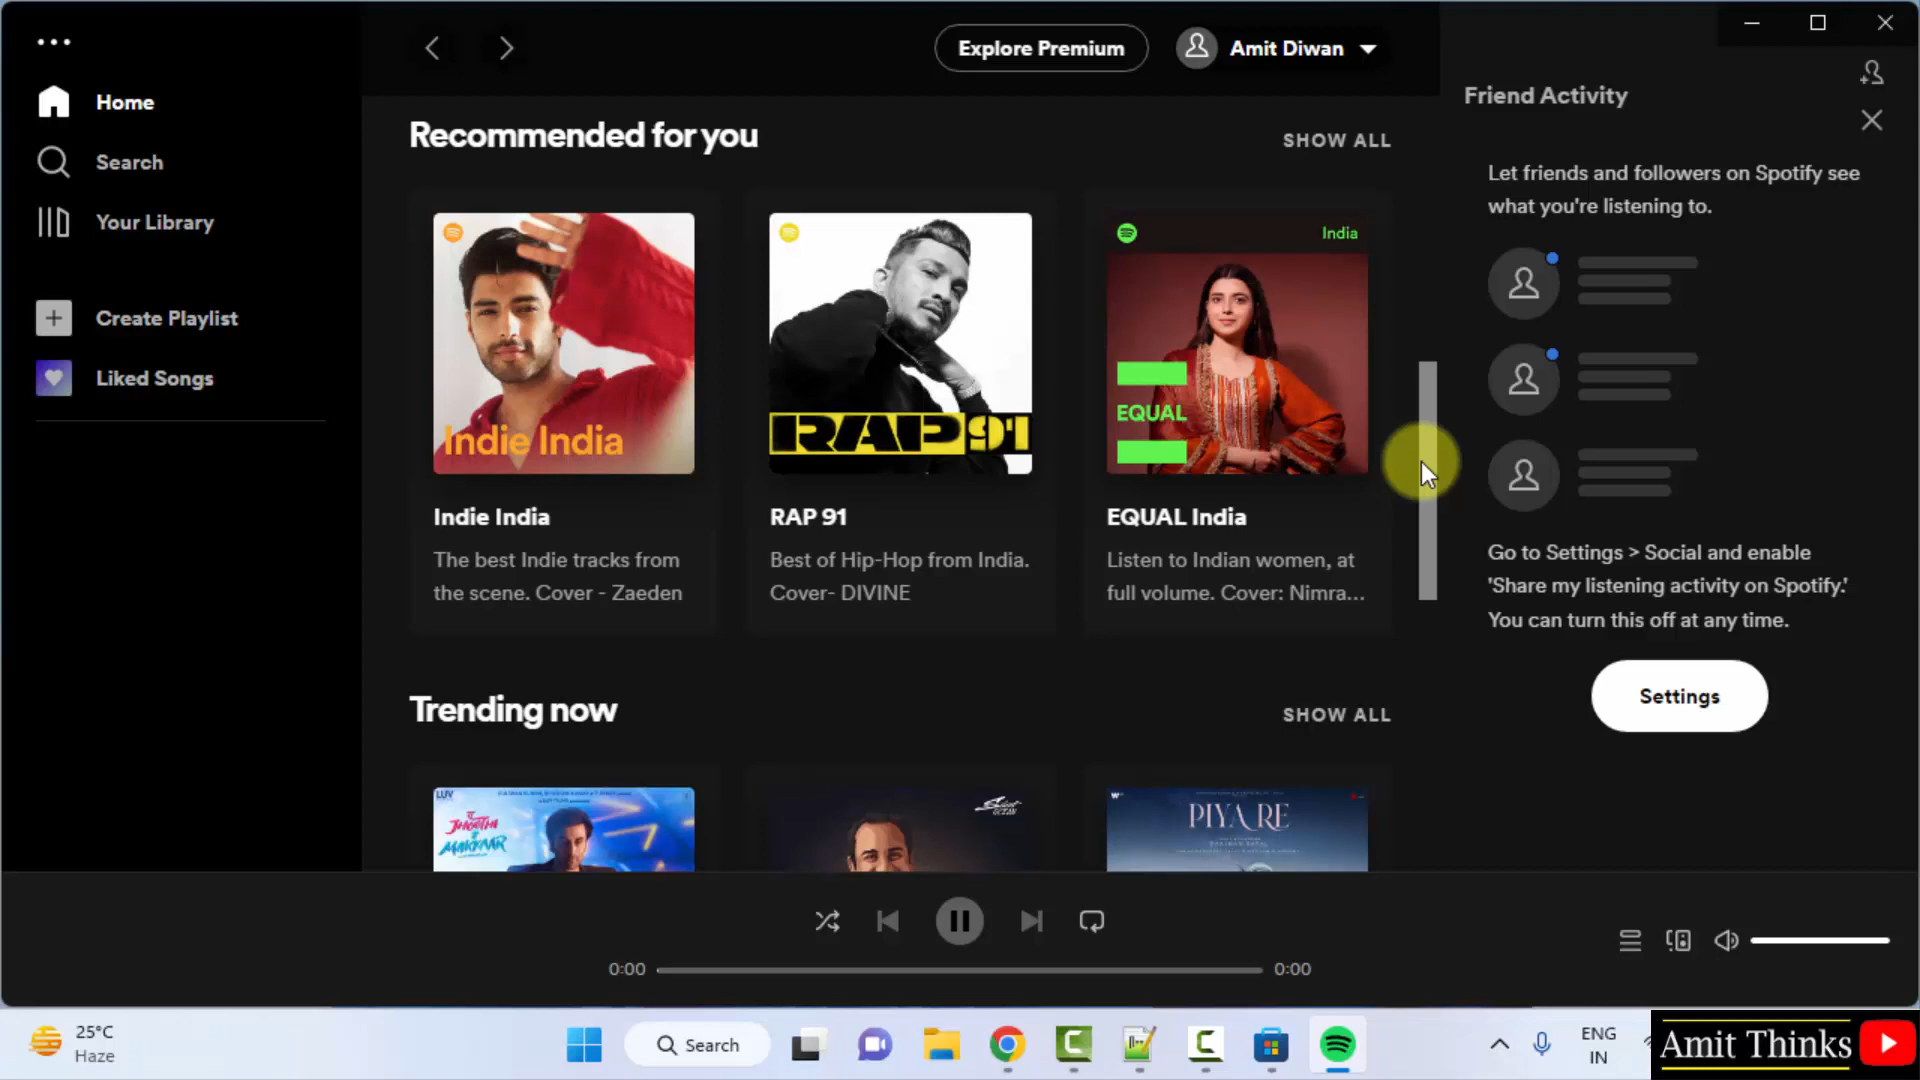 Explore Premium
Amit Diwan
Home
Search
Your Library
Create Playlist
Liked Songs
Friend Activity
Let friends and followers on Spotify see
what you're listening to.
Go to Settings > Social and enable
'Share my listening activity on Spotify.'
You can turn this off at any time.
Settings
Recommended for you
SHOW ALL
Indie India
RAP 91
India
EQUAL
Indie India
The best Indie tracks from
the scene. Cover - Zaeden
RAP 91
Best of Hip-Hop from India.
Cover- DIVINE
EQUAL India
Listen to Indian women, at
full volume. Cover: Nimra...
Trending now
SHOW ALL
LUV
JHOOTHI
MAKKAAR
PIYA RE
0:00
0:00
25°C
Haze
Search
ENG
IN
Amit Thinks